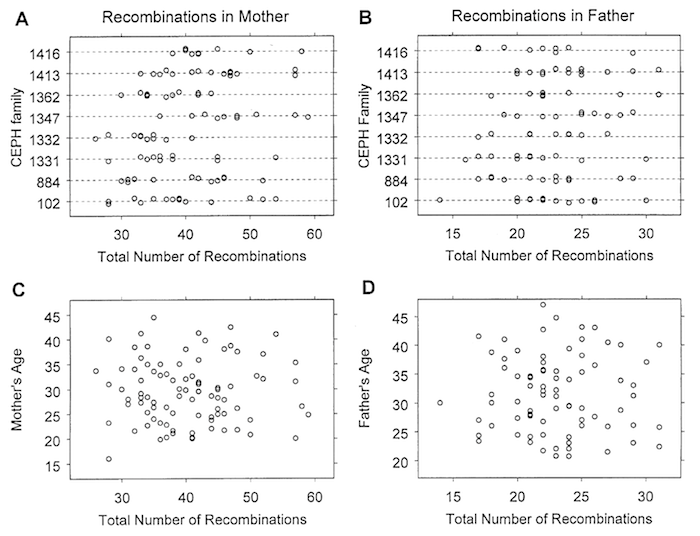 A Recombinations in Mother
CEPH family
1416
1413
1362
1347
1332
1331
884
102
30 40 50 60
Total Number of Recombinations
B Recombinations in Father
CEPH Family
1416
1413
1362
1347
1332
1331
884
102
15 20 25 30
Total Number of Recombinations
C
Mother's Age
45
40
35
30
25
20
15
30 40 50 60
Total Number of Recombinations
D
Father's Age
45
40
35
30
25
20
15 20 25 30
Total Number of Recombinations